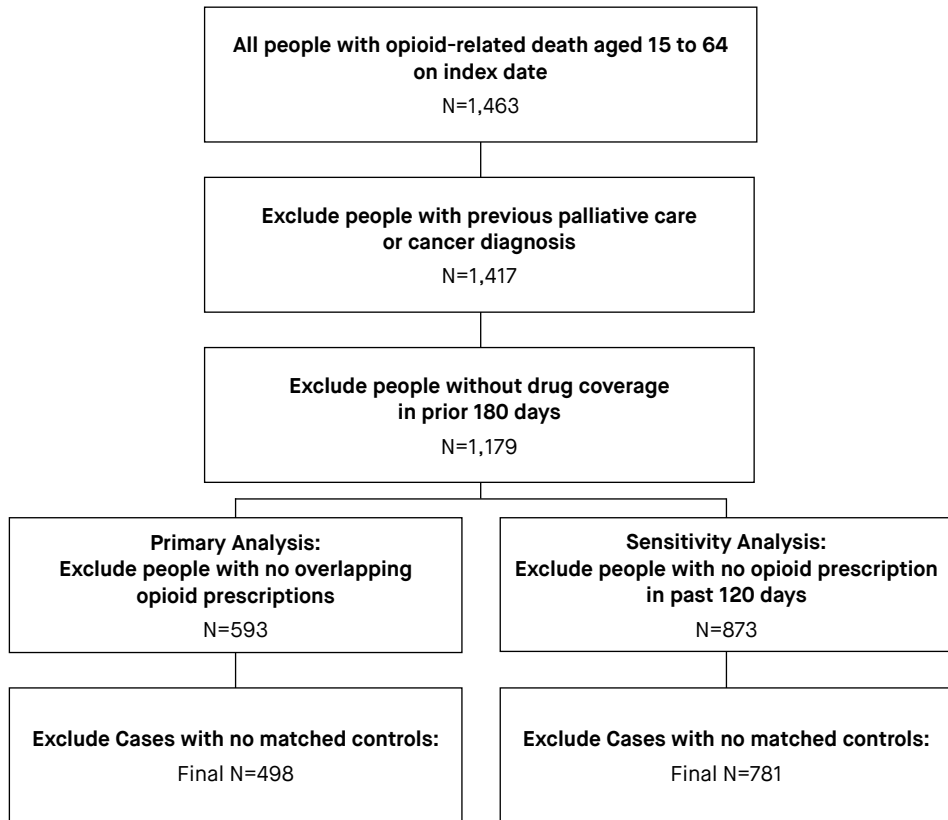 All people with opioid-related death aged 15 to 64
on index date
N=1,463
Exclude people with previous palliative care
or cancer diagnosis
N=1,417
Exclude people without drug coverage
in prior 180 days
N=1,179
Primary Analysis:
Exclude people with no overlapping
opioid prescriptions
N=593
Sensitivity Analysis:
Exclude people with no opioid prescription
in past 120 days
N=873
Exclude Cases with no matched controls:
Final N=498
Exclude Cases with no matched controls:
Final N=781